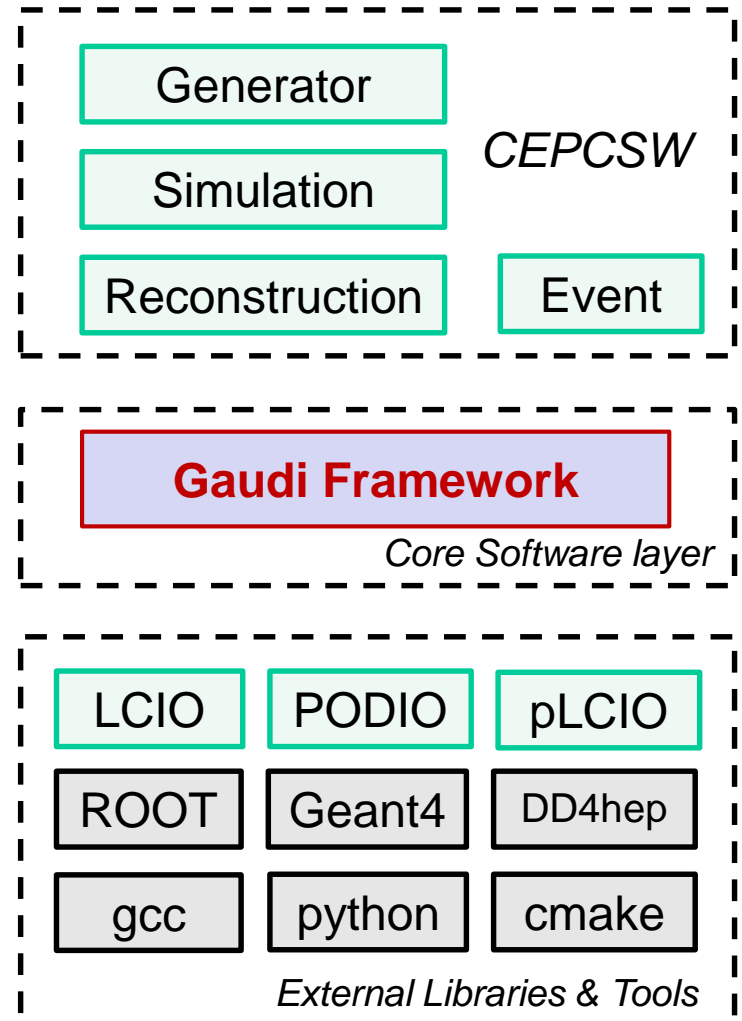 Generator
CEPCSW
Simulation
Reconstruction
Event
Gaudi Framework
Core Software layer
LCIO
PODIO
pLCIO
ROOT
Geant4
DD4hep
gcc
python
cmake
External Libraries & Tools